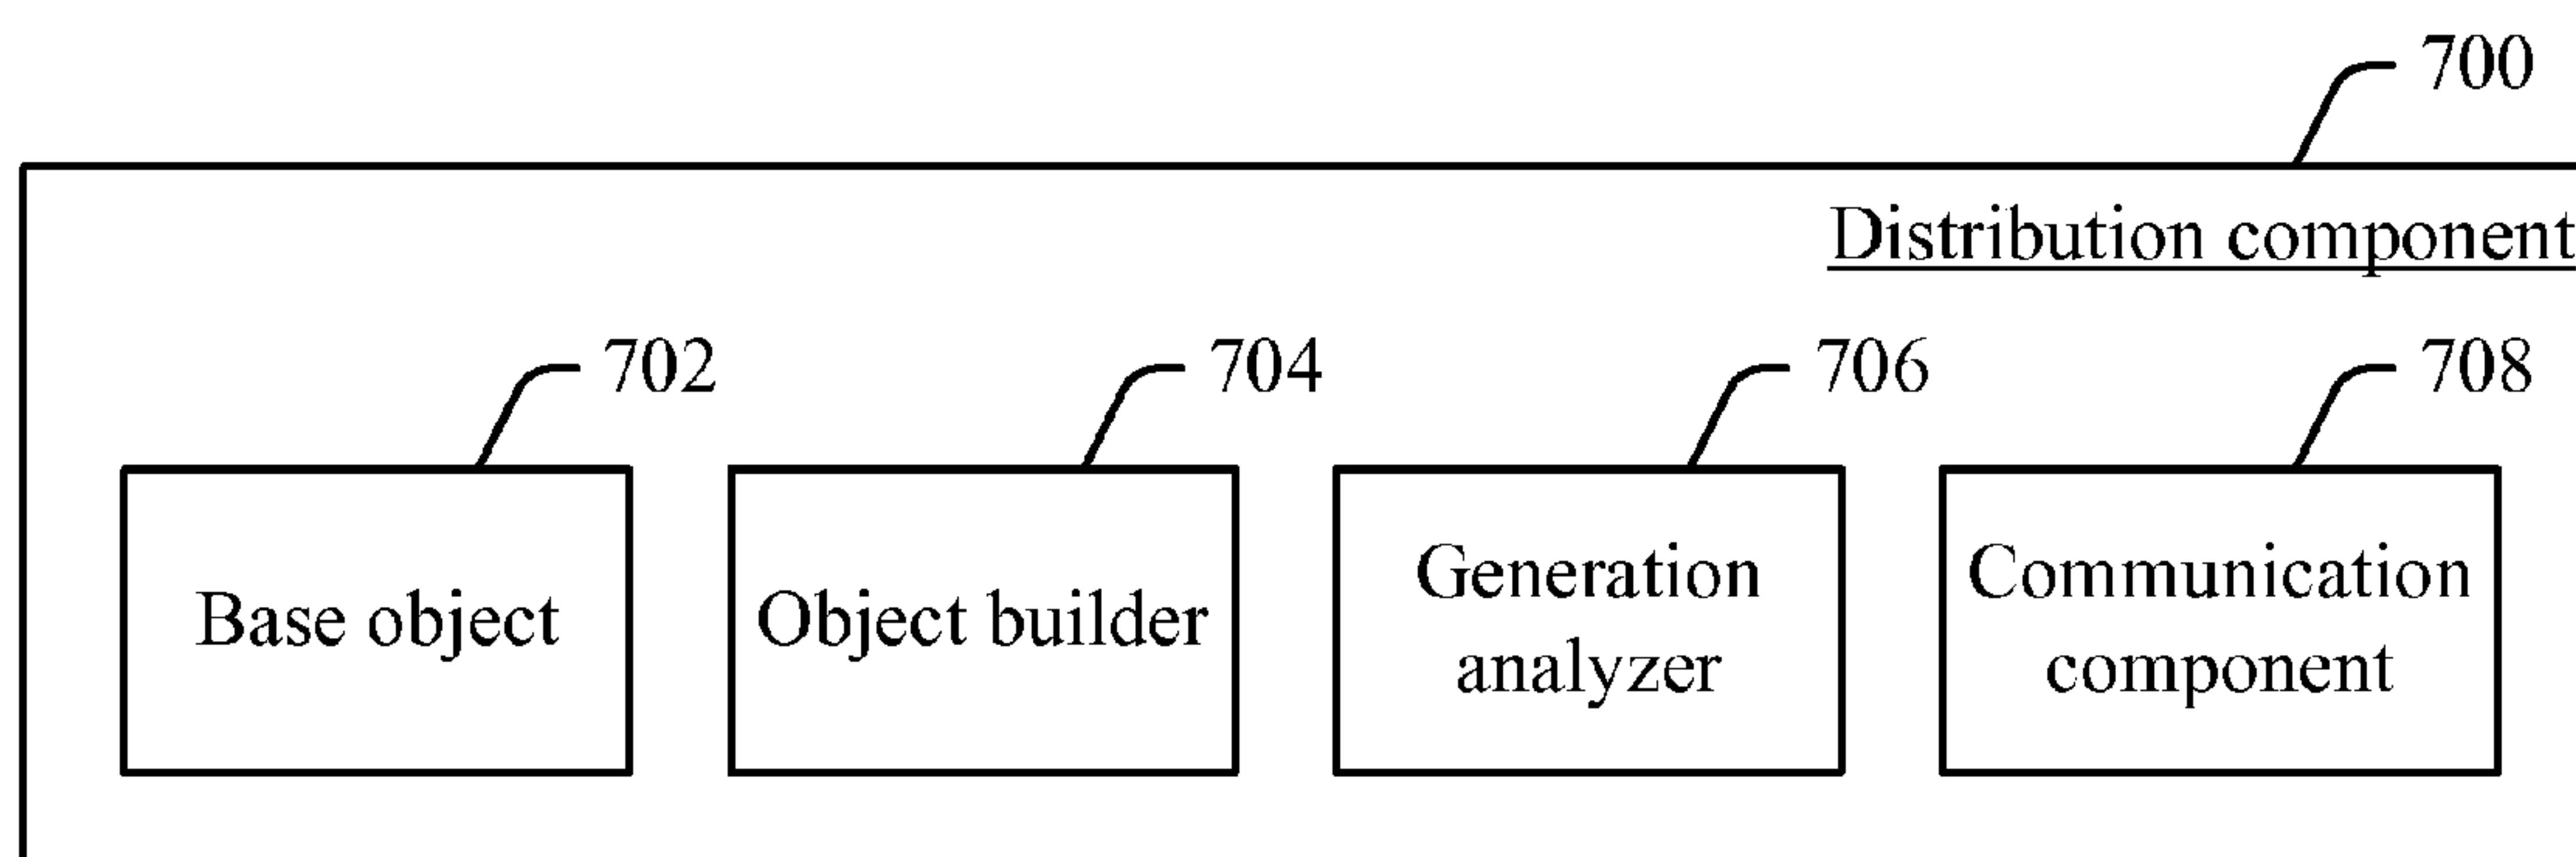 700
Distribution component
702
704
706
708
Base object
Object builder
Generation
analyzer
Communication
component